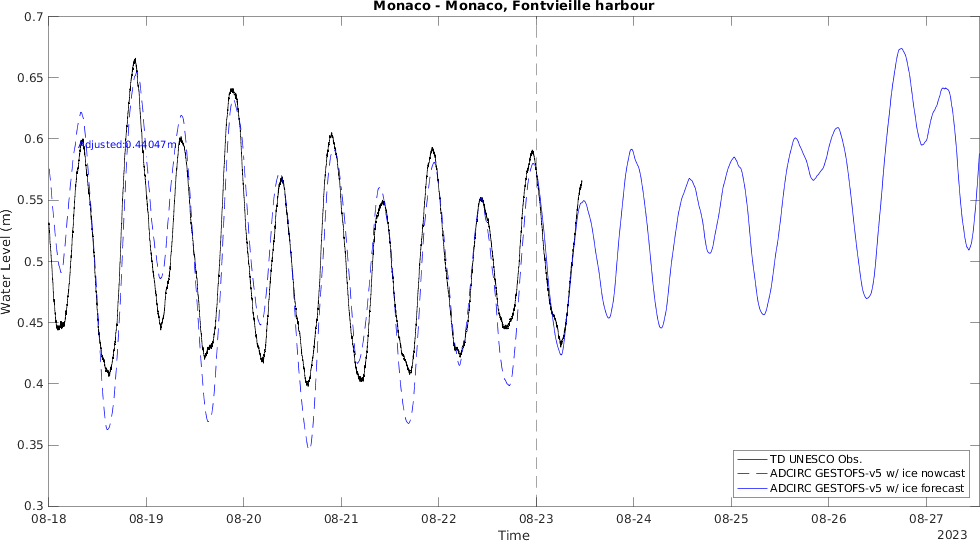 Monaco - Monaco, Fontvieille harbour
Water Level (m)
0.7
0.65
0.6
0.55
0.5
0.45
0.4
0.35
0.3
Adjusted:0.44047m
TD UNESCO Obs.
ADCIRC GESTOFS-v5 w/ ice nowcast
ADCIRC GESTOFS-v5 w/ ice forecast
08-18 08-19 08-20 08-21 08-22 08-23 08-24 08-25 08-26 08-27
Time
2023